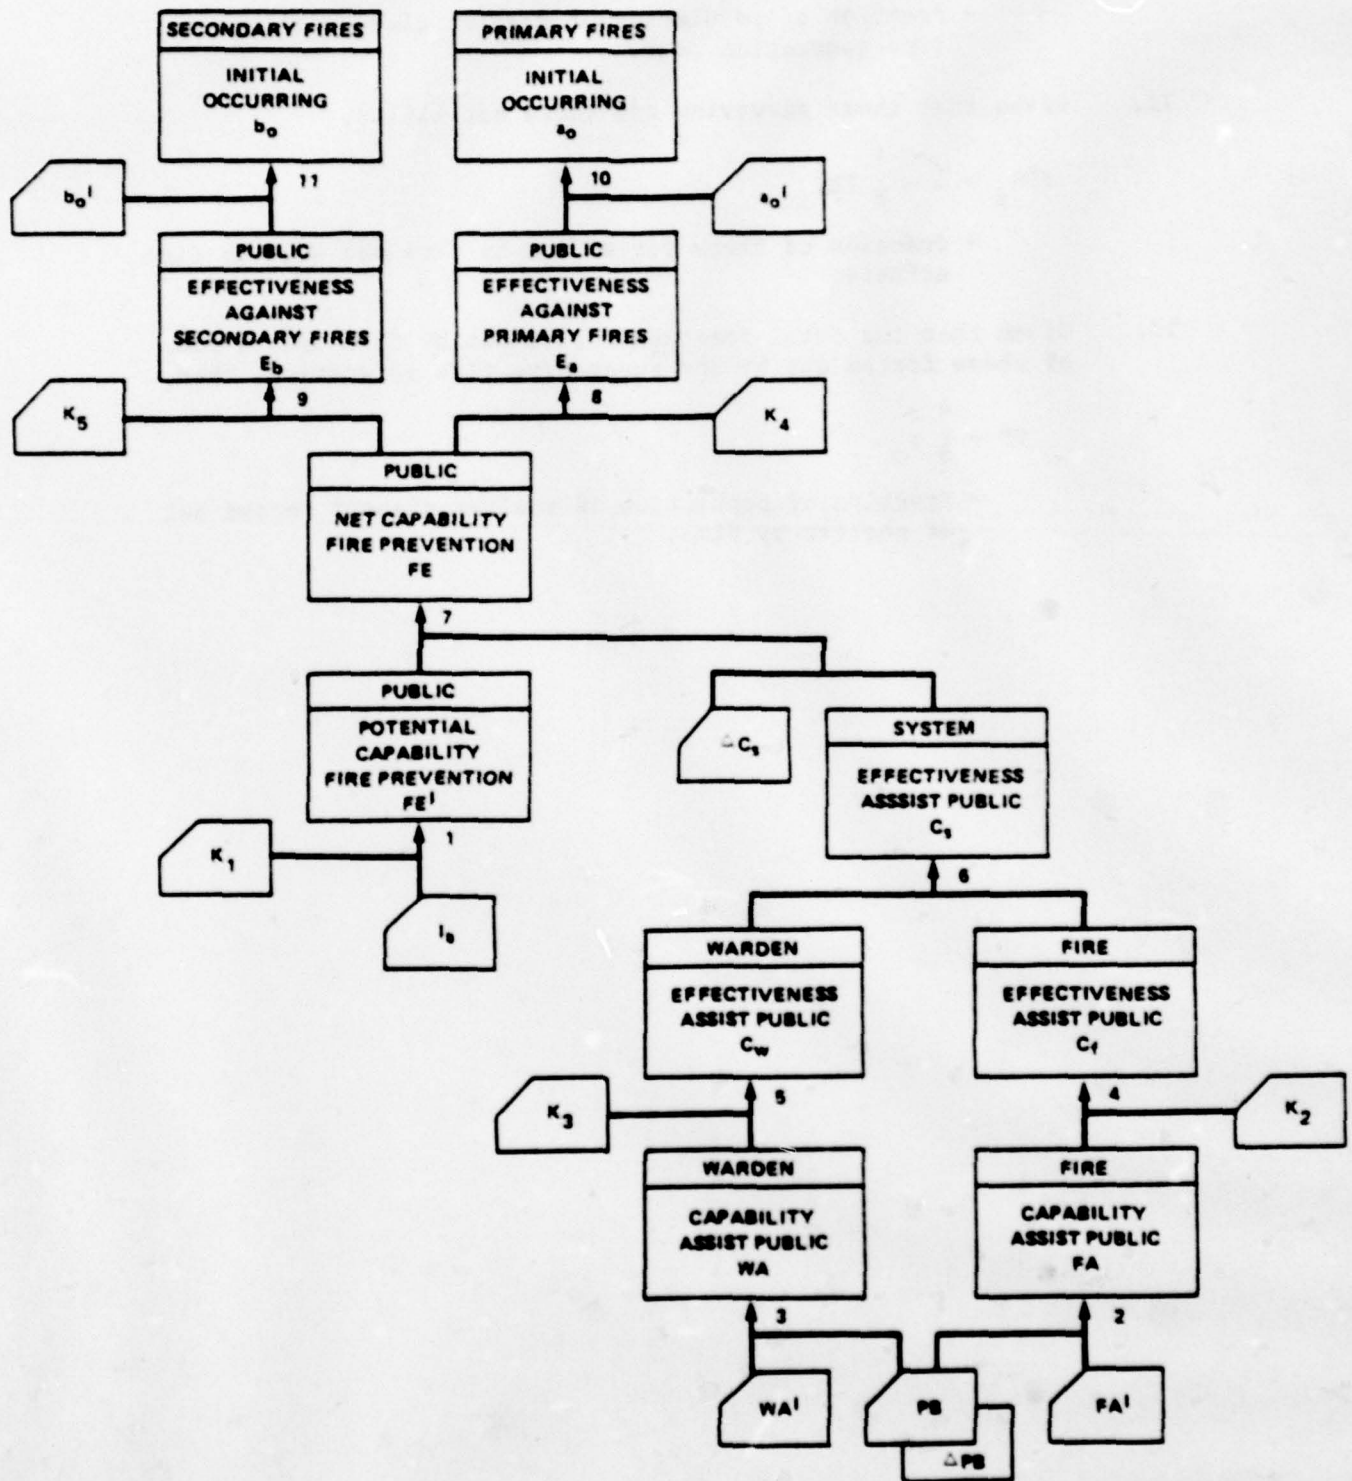 SECONDARY FIRES
INITIAL
OCCURRING
b₀
PRIMARY FIRES
INITIAL
OCCURRING
a₀
11
10
b₀ᴵ
a₀ᴵ
PUBLIC
EFFECTIVENESS
AGAINST
SECONDARY FIRES
E_b
PUBLIC
EFFECTIVENESS
AGAINST
PRIMARY FIRES
E_a
9
8
K₅
K₄
PUBLIC
NET CAPABILITY
FIRE PREVENTION
FE
7
PUBLIC
POTENTIAL
CAPABILITY
FIRE PREVENTION
FEᴵ
△C_s
SYSTEM
EFFECTIVENESS
ASSSIST PUBLIC
C_s
1
K₁
6
WARDEN
EFFECTIVENESS
ASSIST PUBLIC
C_w
FIRE
EFFECTIVENESS
ASSIST PUBLIC
C_f
5
4
K₃
K₂
WARDEN
CAPABILITY
ASSIST PUBLIC
WA
FIRE
CAPABILITY
ASSIST PUBLIC
FA
3
2
WAᴵ
PB
FAᴵ
△PB